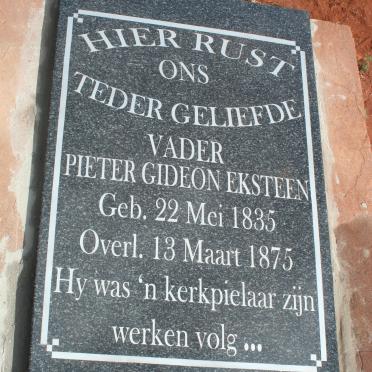 HIER RUST
ONS
TEDER GELIEFDE
VADER
PIETER GIDEON EKSTEEN
Geb. 22 Mei 1835
Overl. 13 Maart 1875
Hy was 'n kerkpielaar zijn
werken volg ...